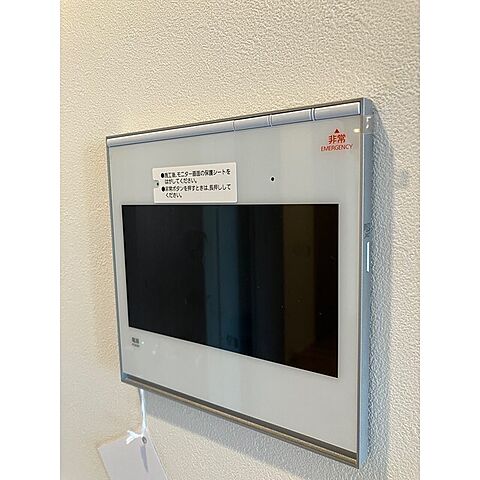 ▲
非常
EMERGENCY
●施工後、モニター画面の保護シートを
はがしてください。
●非常ボタンを押すときは、長押しして
ください。